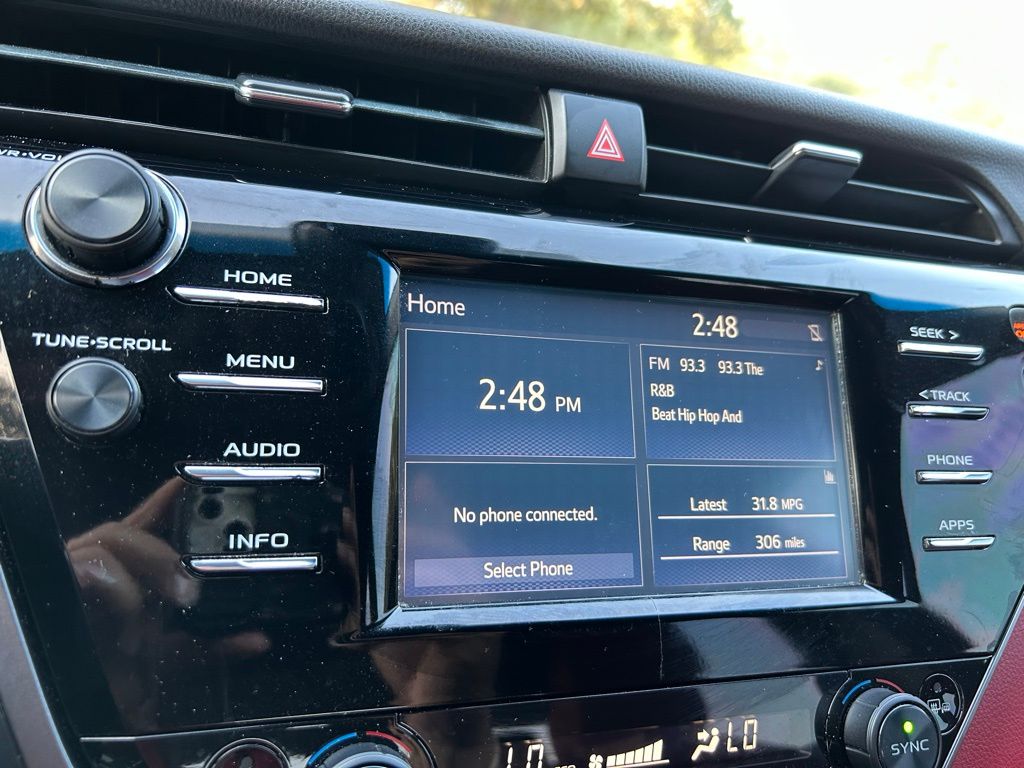 HOME
TUNE•SCROLL
MENU
AUDIO
INFO
Home
2:48
2:48 PM
FM 93.3 93.3 The
R&B
Beat Hip Hop And
No phone connected.
Select Phone
Latest 31.8 MPG
Range 306 miles
SEEK >
< TRACK
PHONE
APPS
LO
LO
SYNC